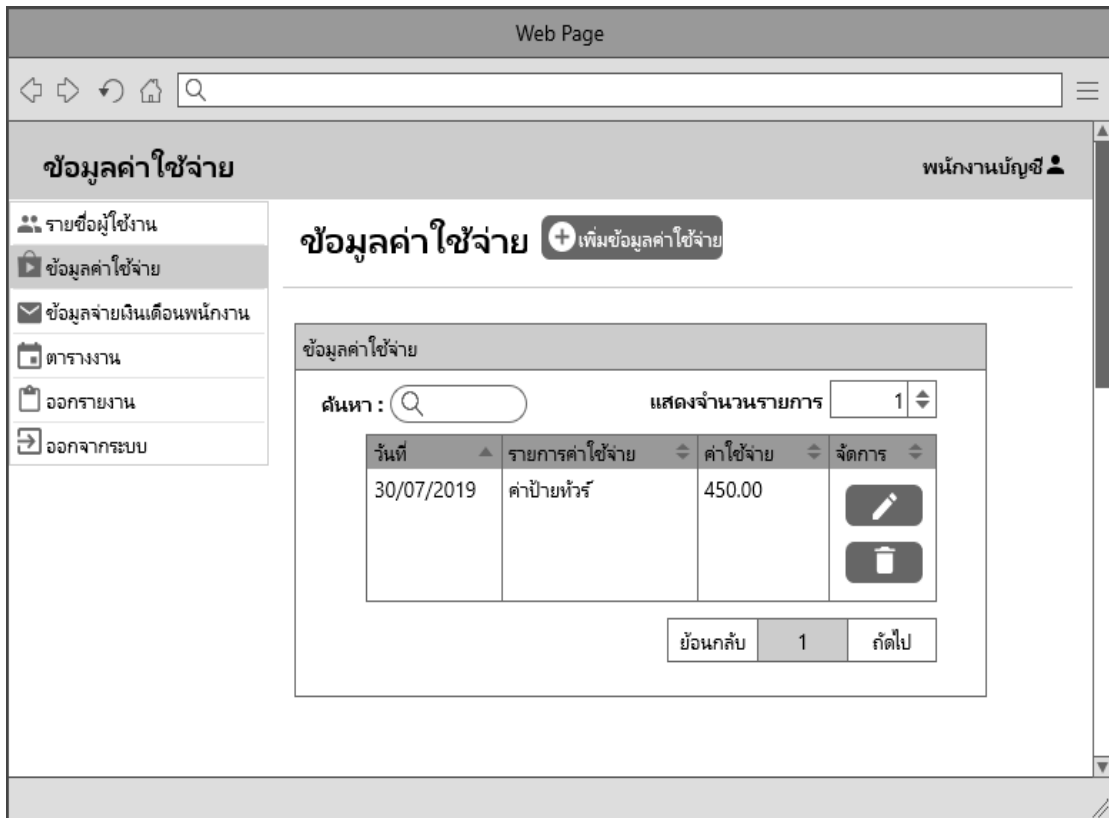 Web Page
ข้อมูลค่าใช้จ่าย
พนักงานบัญชี
รายชื่อผู้ใช้งาน
ข้อมูลค่าใช้จ่าย
ข้อมูลจ่ายเงินเดือนพนักงาน
ตารางงาน
ออกรายงาน
ออกจากระบบ
ข้อมูลค่าใช้จ่าย เพิ่มข้อมูลค่าใช้จ่าย
ข้อมูลค่าใช้จ่าย
ค้นหา : แสดงจำนวนรายการ 1
วันที่ รายการค่าใช้จ่าย ค่าใช้จ่าย จัดการ
30/07/2019 ค่าป้ายทัวร์ 450.00
ย้อนกลับ 1 ถัดไป